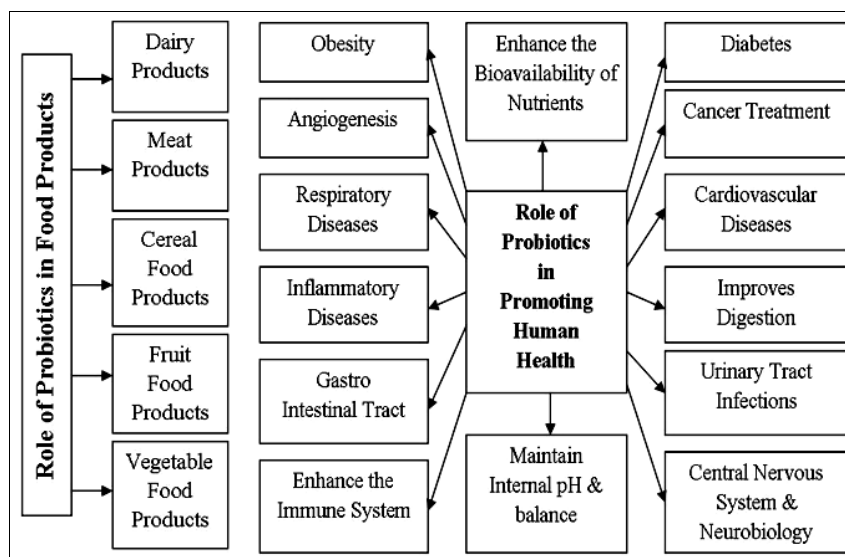 Role of Probiotics in Food Products
Dairy
Products
Meat
Products
Cereal
Food
Products
Fruit
Food
Products
Vegetable
Food
Products
Obesity
Angiogenesis
Respiratory
Diseases
Inflammatory
Diseases
Gastro
Intestinal Tract
Enhance the
Immune System
Enhance the
Bioavailability of
Nutrients
Role of
Probiotics
in
Promoting
Human
Health
Maintain
Internal pH &
balance
Diabetes
Cancer Treatment
Cardiovascular
Diseases
Improves
Digestion
Urinary Tract
Infections
Central Nervous
System &
Neurobiology